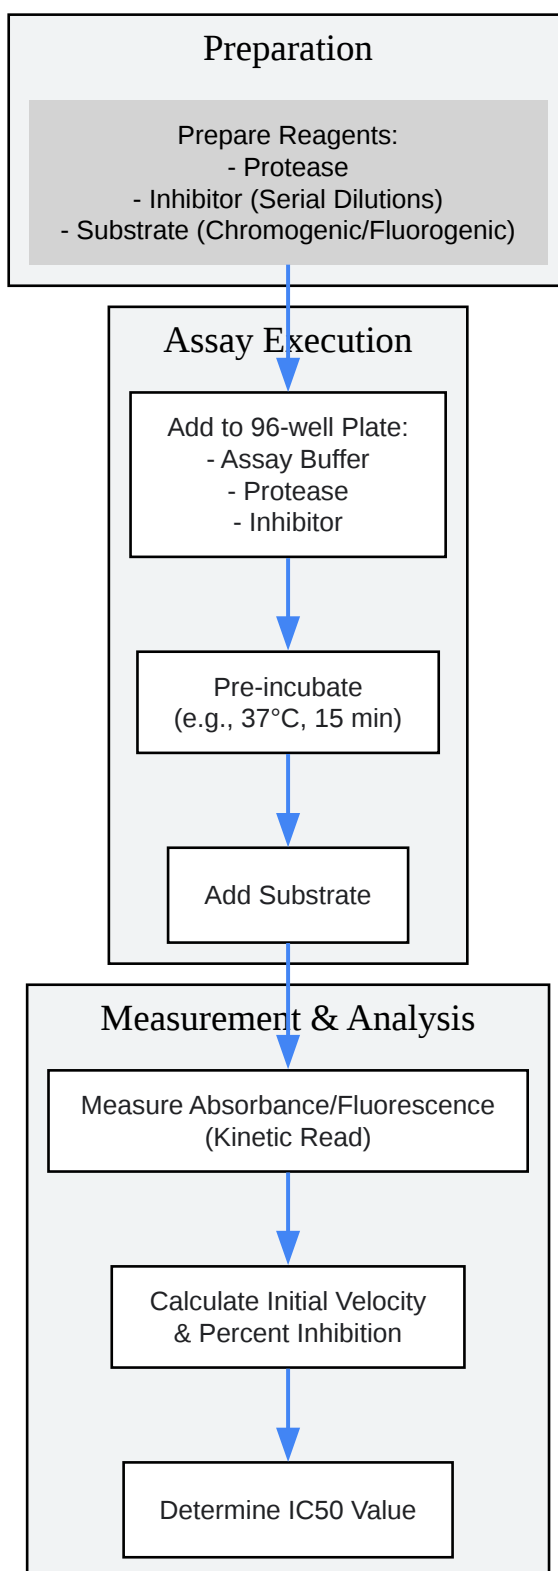 Preparation
Prepare Reagents:
- Protease
- Inhibitor (Serial Dilutions)
- Substrate (Chromogenic/Fluorogenic)
Assay Execution
Add to 96-well Plate:
- Assay Buffer
- Protease
- Inhibitor
Pre-incubate
(e.g., 37°C, 15 min)
Add Substrate
Measurement & Analysis
Measure Absorbance/Fluorescence
(Kinetic Read)
Calculate Initial Velocity
& Percent Inhibition
Determine IC50 Value